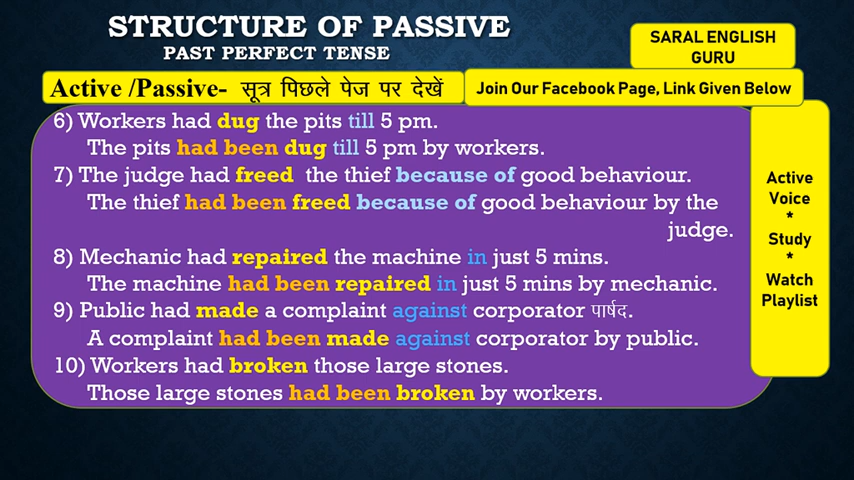 STRUCTURE OF PASSIVE
PAST PERFECT TENSE
SARAL ENGLISH
GURU
Active /Passive- सूत्र पिछले पेज पर देखें
Join Our Facebook Page, Link Given Below
6) Workers had dug the pits till 5 pm.
The pits had been dug till 5 pm by workers.
7) The judge had freed the thief because of good behaviour.
The thief had been freed because of good behaviour by the
judge.
8) Mechanic had repaired the machine in just 5 mins.
The machine had been repaired in just 5 mins by mechanic.
9) Public had made a complaint against corporator पार्षद.
A complaint had been made against corporator by public.
10) Workers had broken those large stones.
Those large stones had been broken by workers.
Active
Voice
*
Study
*
Watch
Playlist